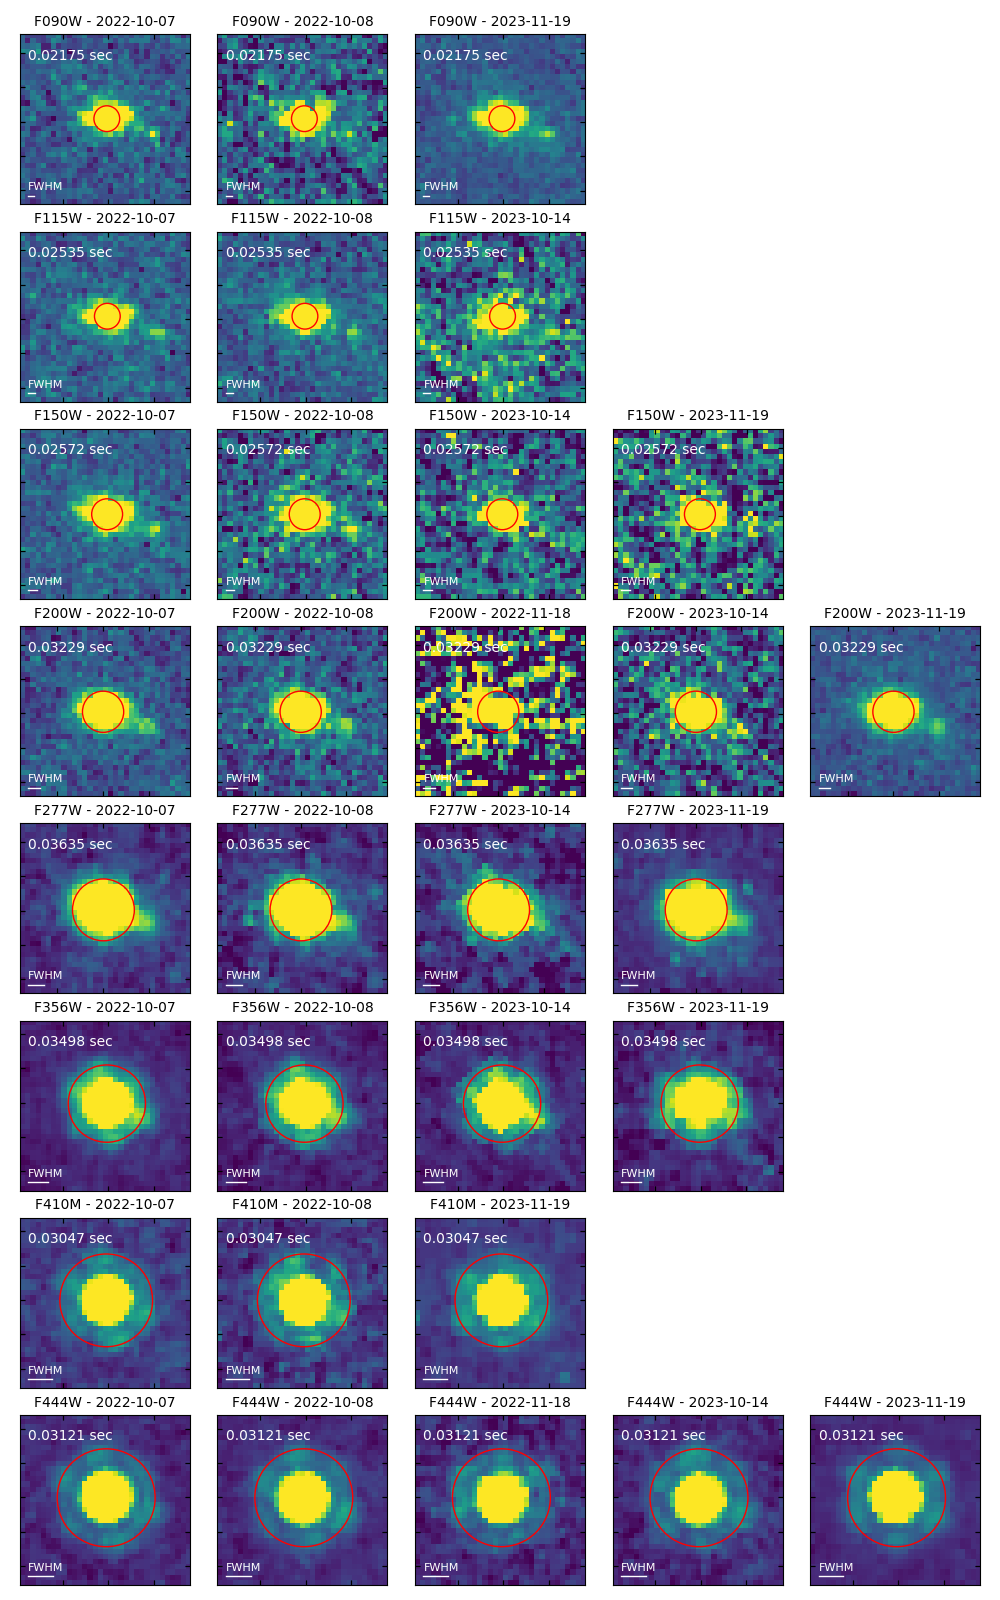 F090W - 2022-10-07 F090W - 2022-10-08 F090W - 2023-11-19
0.02175 sec 0.02175 sec 0.02175 sec
FWHM FWHM FWHM
F115W - 2022-10-07 F115W - 2022-10-08 F115W - 2023-10-14
0.02535 sec 0.02535 sec 0.02535 sec
FWHM FWHM FWHM
F150W - 2022-10-07 F150W - 2022-10-08 F150W - 2023-10-14 F150W - 2023-11-19
0.02572 sec 0.02572 sec 0.02572 sec 0.02572 sec
FWHM FWHM FWHM FWHM
F200W - 2022-10-07 F200W - 2022-10-08 F200W - 2022-11-18 F200W - 2023-10-14 F200W - 2023-11-19
0.03229 sec 0.03229 sec 0.03229 sec 0.03229 sec 0.03229 sec
FWHM FWHM FWHM FWHM FWHM
F277W - 2022-10-07 F277W - 2022-10-08 F277W - 2023-10-14 F277W - 2023-11-19
0.03635 sec 0.03635 sec 0.03635 sec 0.03635 sec
FWHM FWHM FWHM FWHM
F356W - 2022-10-07 F356W - 2022-10-08 F356W - 2023-10-14 F356W - 2023-11-19
0.03498 sec 0.03498 sec 0.03498 sec 0.03498 sec
FWHM FWHM FWHM FWHM
F410M - 2022-10-07 F410M - 2022-10-08 F410M - 2023-11-19
0.03047 sec 0.03047 sec 0.03047 sec
FWHM FWHM FWHM
F444W - 2022-10-07 F444W - 2022-10-08 F444W - 2022-11-18 F444W - 2023-10-14 F444W - 2023-11-19
0.03121 sec 0.03121 sec 0.03121 sec 0.03121 sec 0.03121 sec
FWHM FWHM FWHM FWHM FWHM